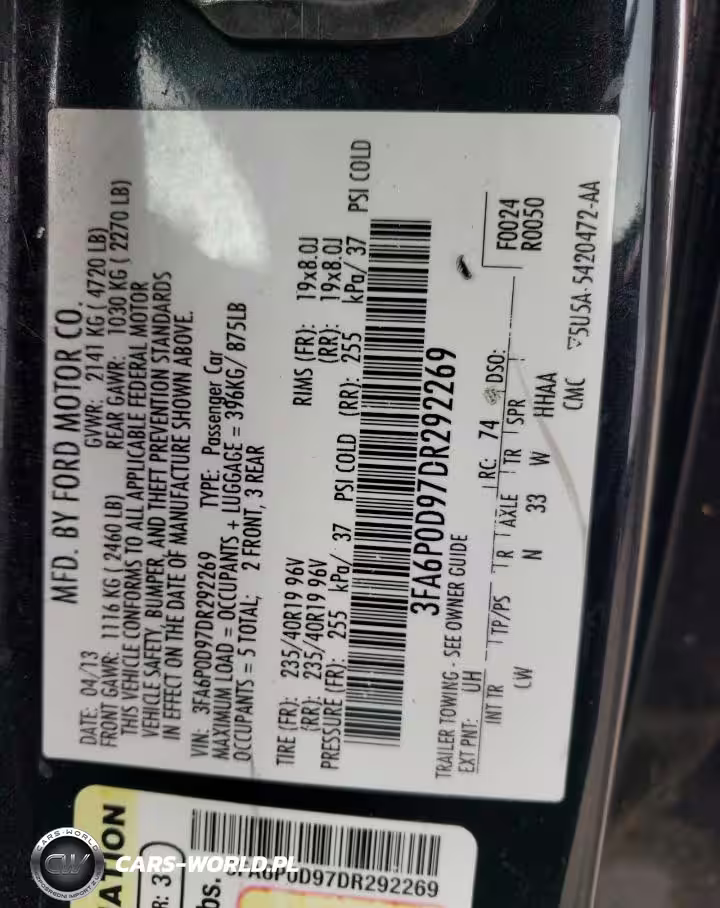 MFD. BY FORD MOTOR CO.
DATE: 04/13 GVWR: 2141 KG ( 4720 LB)
FRONT GAWR: 1116 KG ( 2460 LB) REAR GAWR: 1030 KG ( 2270 LB)
THIS VEHICLE CONFORMS TO ALL APPLICABLE FEDERAL MOTOR
VEHICLE SAFETY, BUMPER, AND THEFT PREVENTION STANDARDS
IN EFFECT ON THE DATE OF MANUFACTURE SHOWN ABOVE.
VIN: 3FA6P0D97DR292269 TYPE: Passenger Car
MAXIMUM LOAD = OCCUPANTS + LUGGAGE = 396KG/ 875LB
OCCUPANTS = 5 TOTAL; 2 FRONT, 3 REAR
TIRE (FR): 235/40R19 96V RIMS (FR): 19x8.0J
(RR): 235/40R19 96V (RR): 19x8.0J
PRESSURE (FR): 255 kPa/ 37 PSI COLD (RR): 255 kPa/ 37 PSI COLD
3FA6P0D97DR292269
TRAILER TOWING - SEE OWNER GUIDE F0024
R0050
EXT PNT: UH RC: 74 DSO:
INT TR TP/PS R AXLE TR SPR
CW N 33 W HHAA
CMC ▽5USA-5420472-AA
3FA6P0D97DR292269
CARS-WORLD
CW
CARS-WORLD.PL